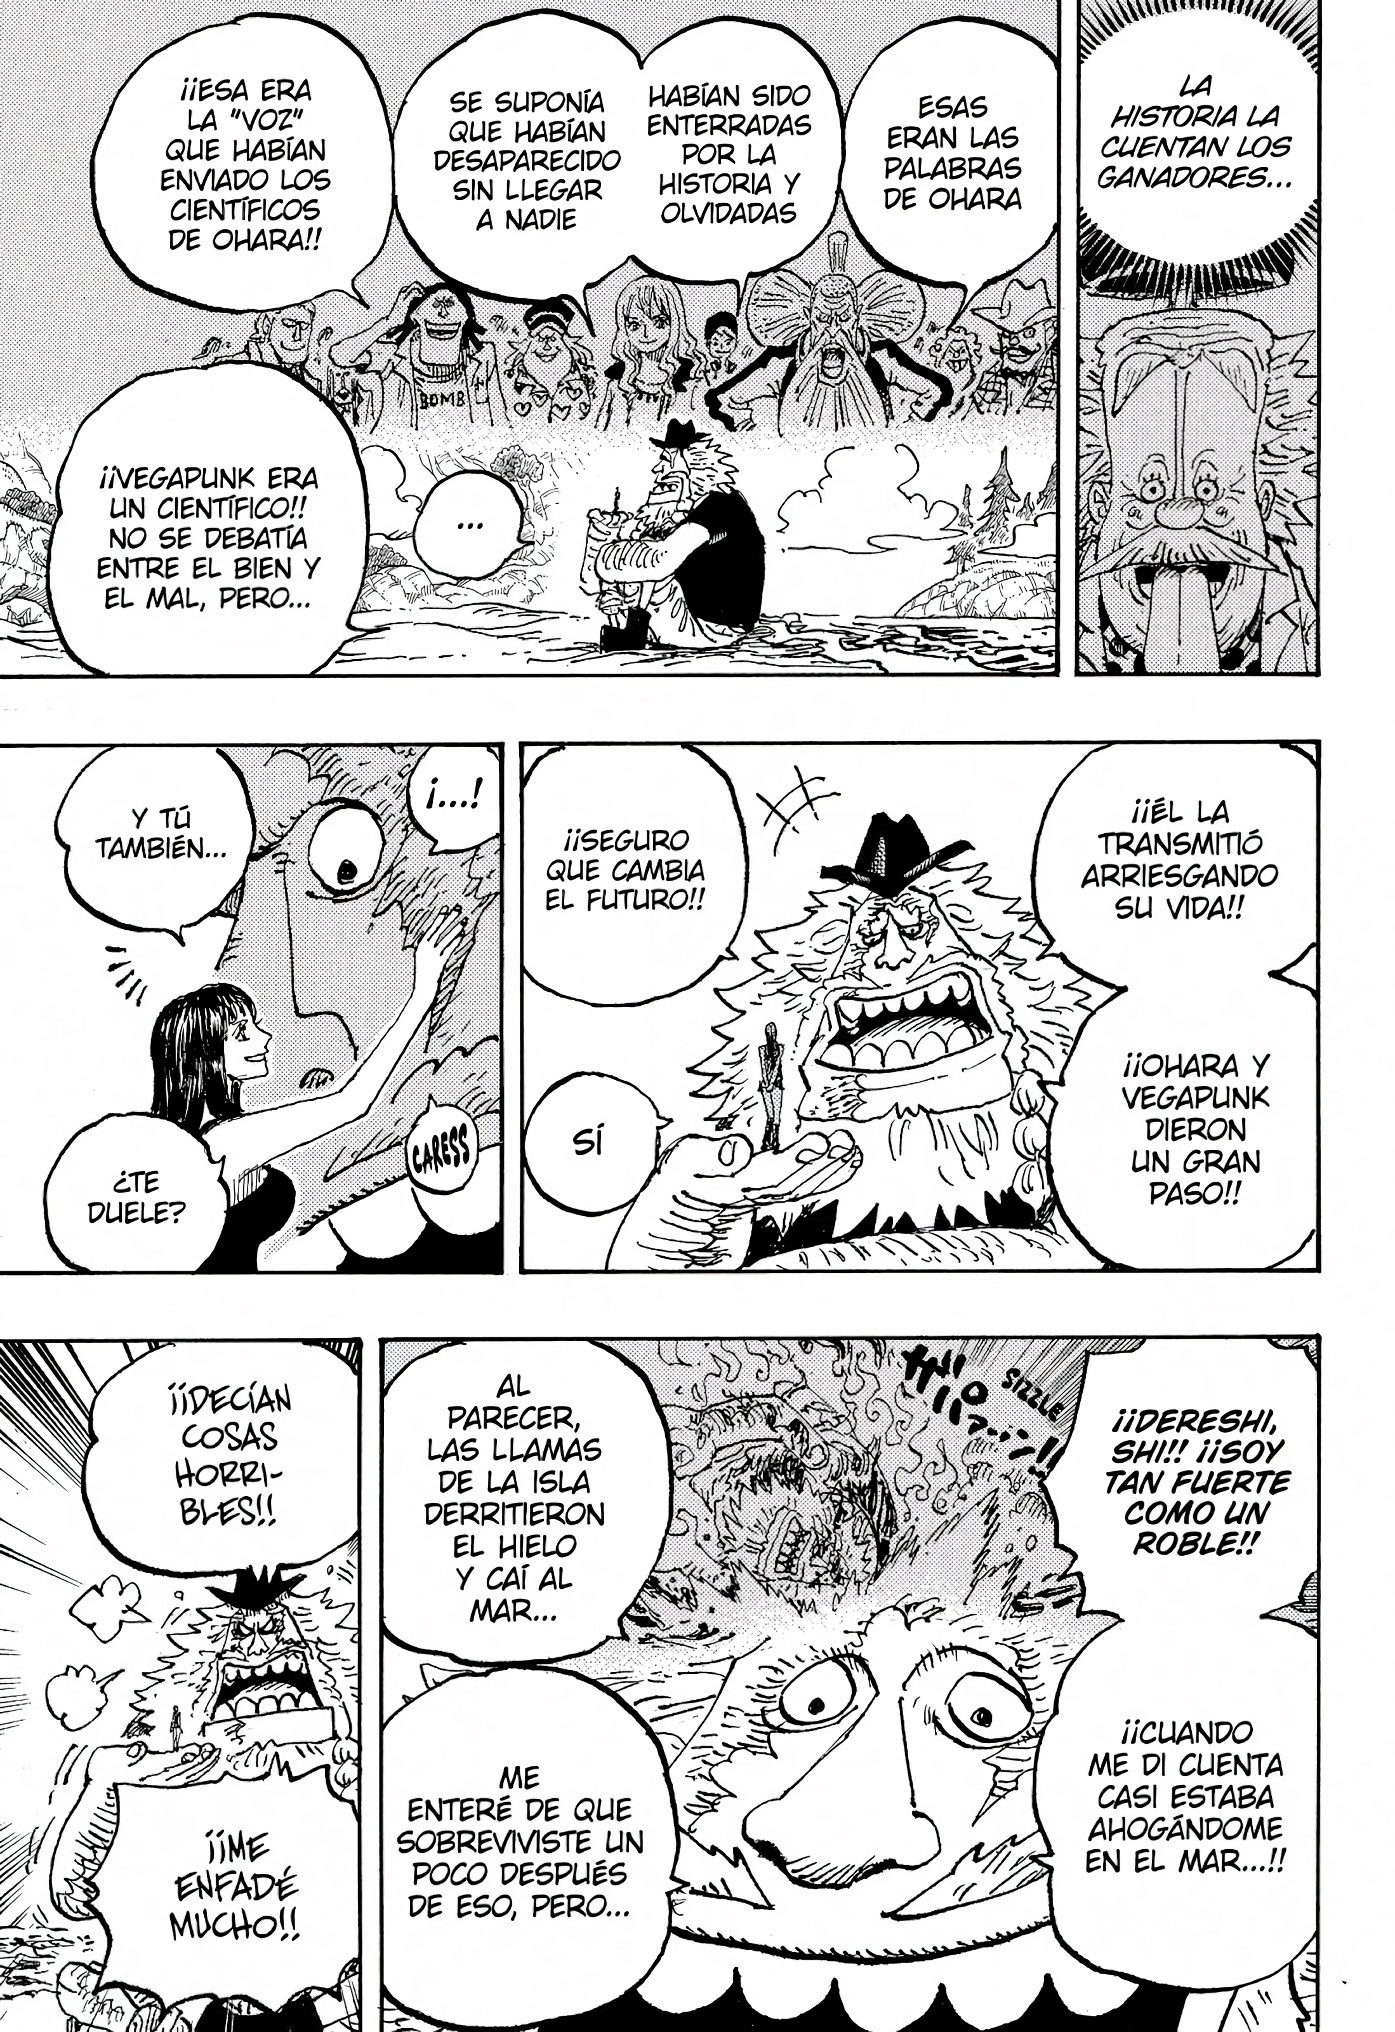 LA
HISTORIA LA
CUENTAN LOS
GANADORES...
ESAS
ERAN LAS
PALABRAS
DE OHARA
HABÍAN SIDO
ENTERRADAS
POR LA
HISTORIA Y
OLVIDADAS
SE SUPONÍA
QUE HABÍAN
DESAPARECIDO
SIN LLEGAR
A NADIE
¡¡ESA ERA
LA "VOZ"
QUE HABÍAN
ENVIADO LOS
CIENTÍFICOS
DE OHARA!!
BOMB
...
¡¡VEGAPUNK ERA
UN CIENTÍFICO!!
NO SE DEBATÍA
ENTRE EL BIEN Y
EL MAL, PERO...
¡¡ÉL LA
TRANSMITIÓ
ARRIESGANDO
SU VIDA!!
¡¡OHARA Y
VEGAPUNK
DIERON
UN GRAN
PASO!!
¡¡SEGURO
QUE CAMBIA
EL FUTURO!!
SÍ
¡...!
Y TÚ
TAMBIÉN...
CARESS
¿TE
DUELE?
¡¡DERESHI,
SHI!! ¡¡SOY
TAN FUERTE
COMO UN
ROBLE!!
SIZZLE
¡¡CUANDO
ME DI CUENTA
CASI ESTABA
AHOGÁNDOME
EN EL MAR...!!
AL
PARECER,
LAS LLAMAS
DE LA ISLA
DERRITIERON
EL HIELO
Y CAÍ AL
MAR...
ME
ENTERÉ DE QUE
SOBREVIVISTE UN
POCO DESPUÉS
DE ESO, PERO...
¡¡DECÍAN
COSAS
HORRI-
BLES!!
¡¡ME
ENFADÉ
MUCHO!!